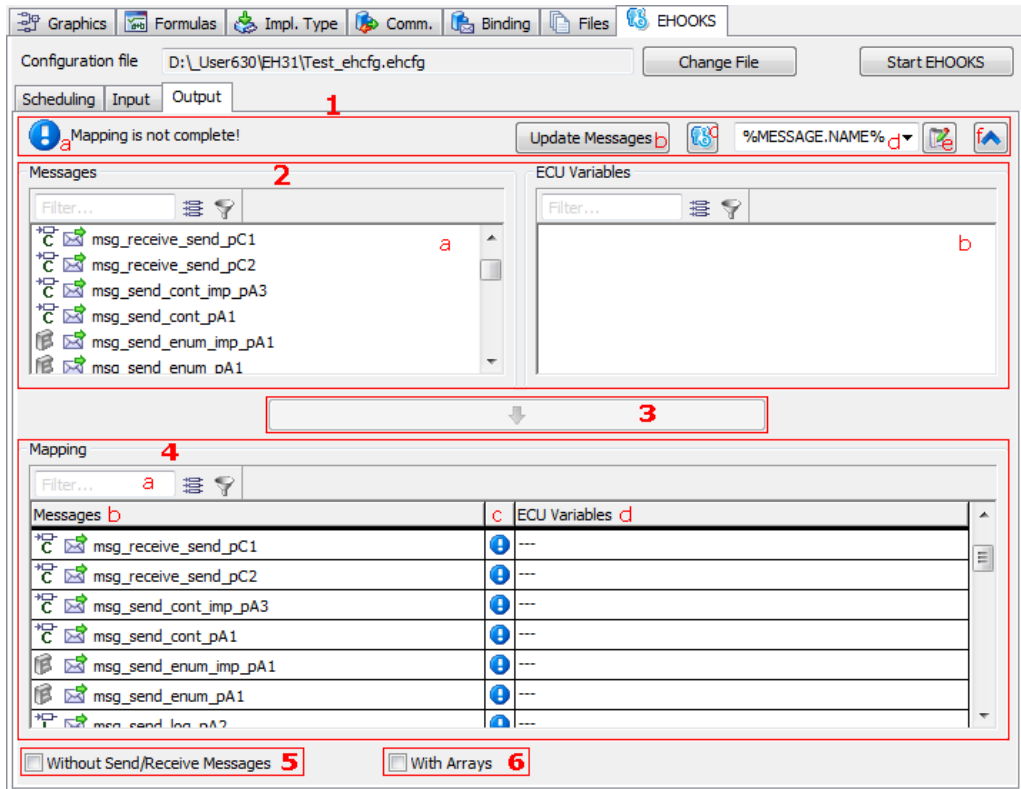 Graphics Formulas Impl. Type Comm. Binding Files EHOOKS
Configuration file D:\_User630\EH31\Test_ehcfg.ehcfg Change File Start EHOOKS
Scheduling Input Output 1
a Mapping is not complete! Update Messages b c %MESSAGE.NAME% d e f
Messages 2 ECU Variables
Filter... Filter...
C msg_receive_send_pC1 a b
C msg_receive_send_pC2
C msg_send_cont_imp_pA3
C msg_send_cont_pA1
msg_send_enum_imp_pA1
msg_send_enum_pA1
3
Mapping 4
Filter... a
Messages b c ECU Variables d
C msg_receive_send_pC1 ---
C msg_receive_send_pC2 ---
C msg_send_cont_imp_pA3 ---
C msg_send_cont_pA1 ---
msg_send_enum_imp_pA1 ---
msg_send_enum_pA1 ---
C msg_send_log_pA2 ---
Without Send/Receive Messages 5 With Arrays 6